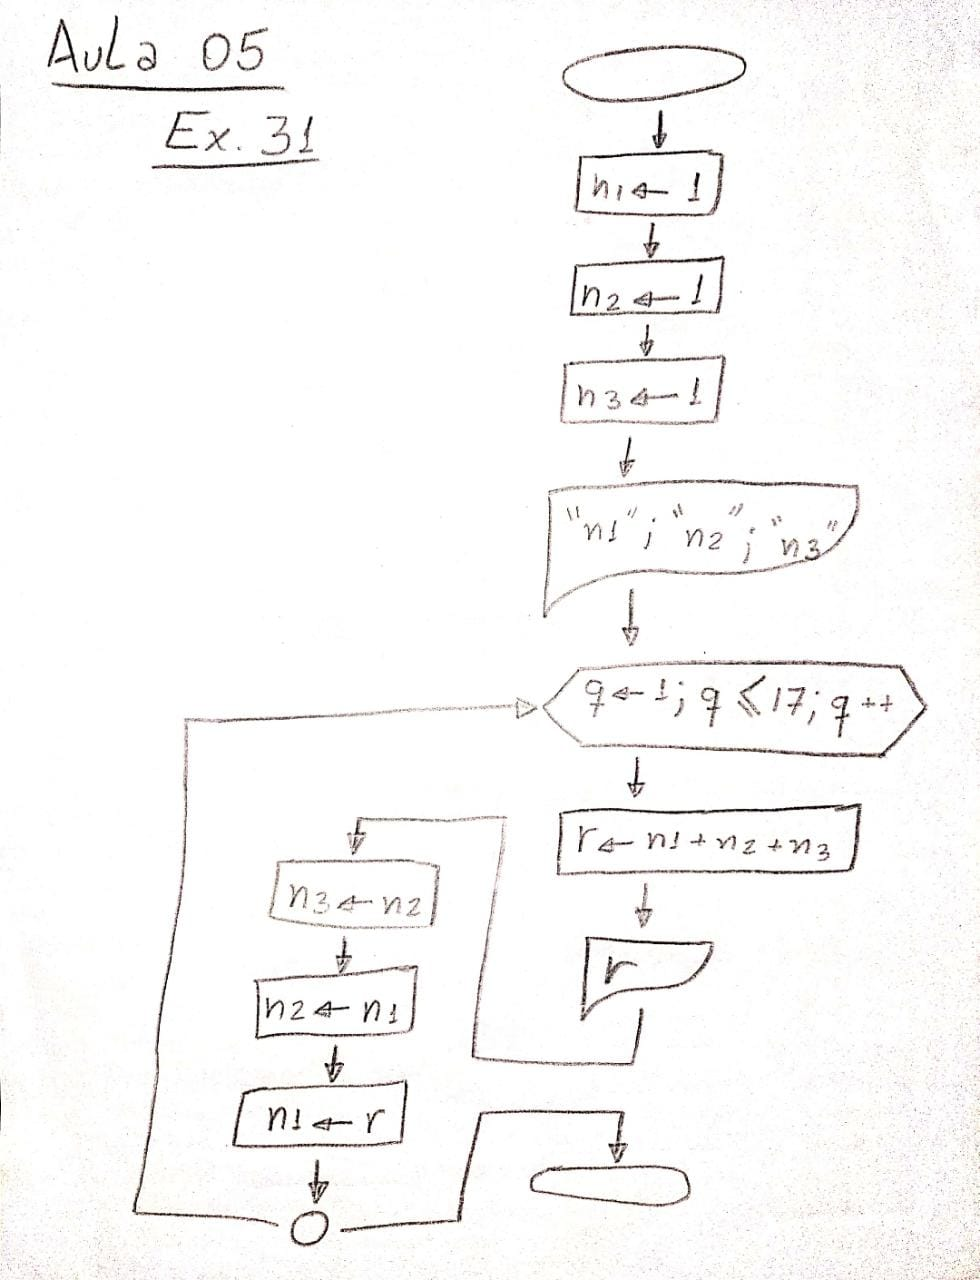 Aula 05
Ex. 31
n1 ← 1
n2 ← 1
n3 ← 1
"n1"; "n2"; "n3"
q ← 1; q ≤ 17; q++
r ← n1 + n2 + n3
n3 ← n2
r
n2 ← n1
n1 ← r